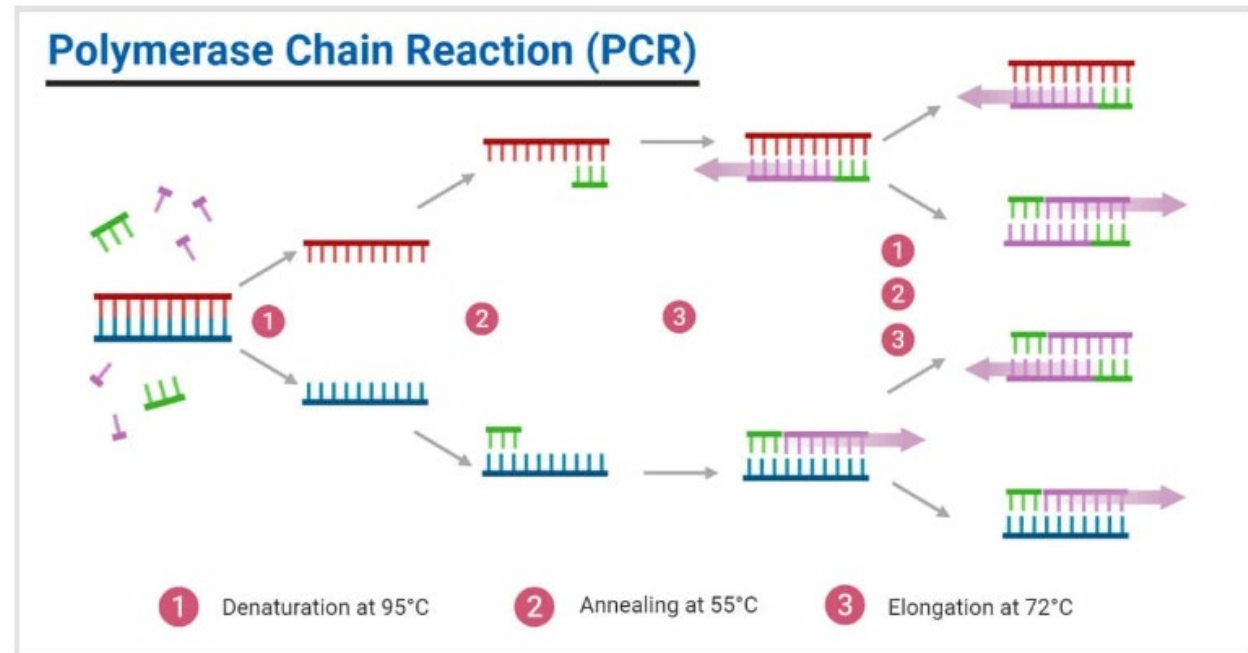 Polymerase Chain Reaction (PCR)
1
2
3
1
2
3
1 Denaturation at 95°C
2 Annealing at 55°C
3 Elongation at 72°C